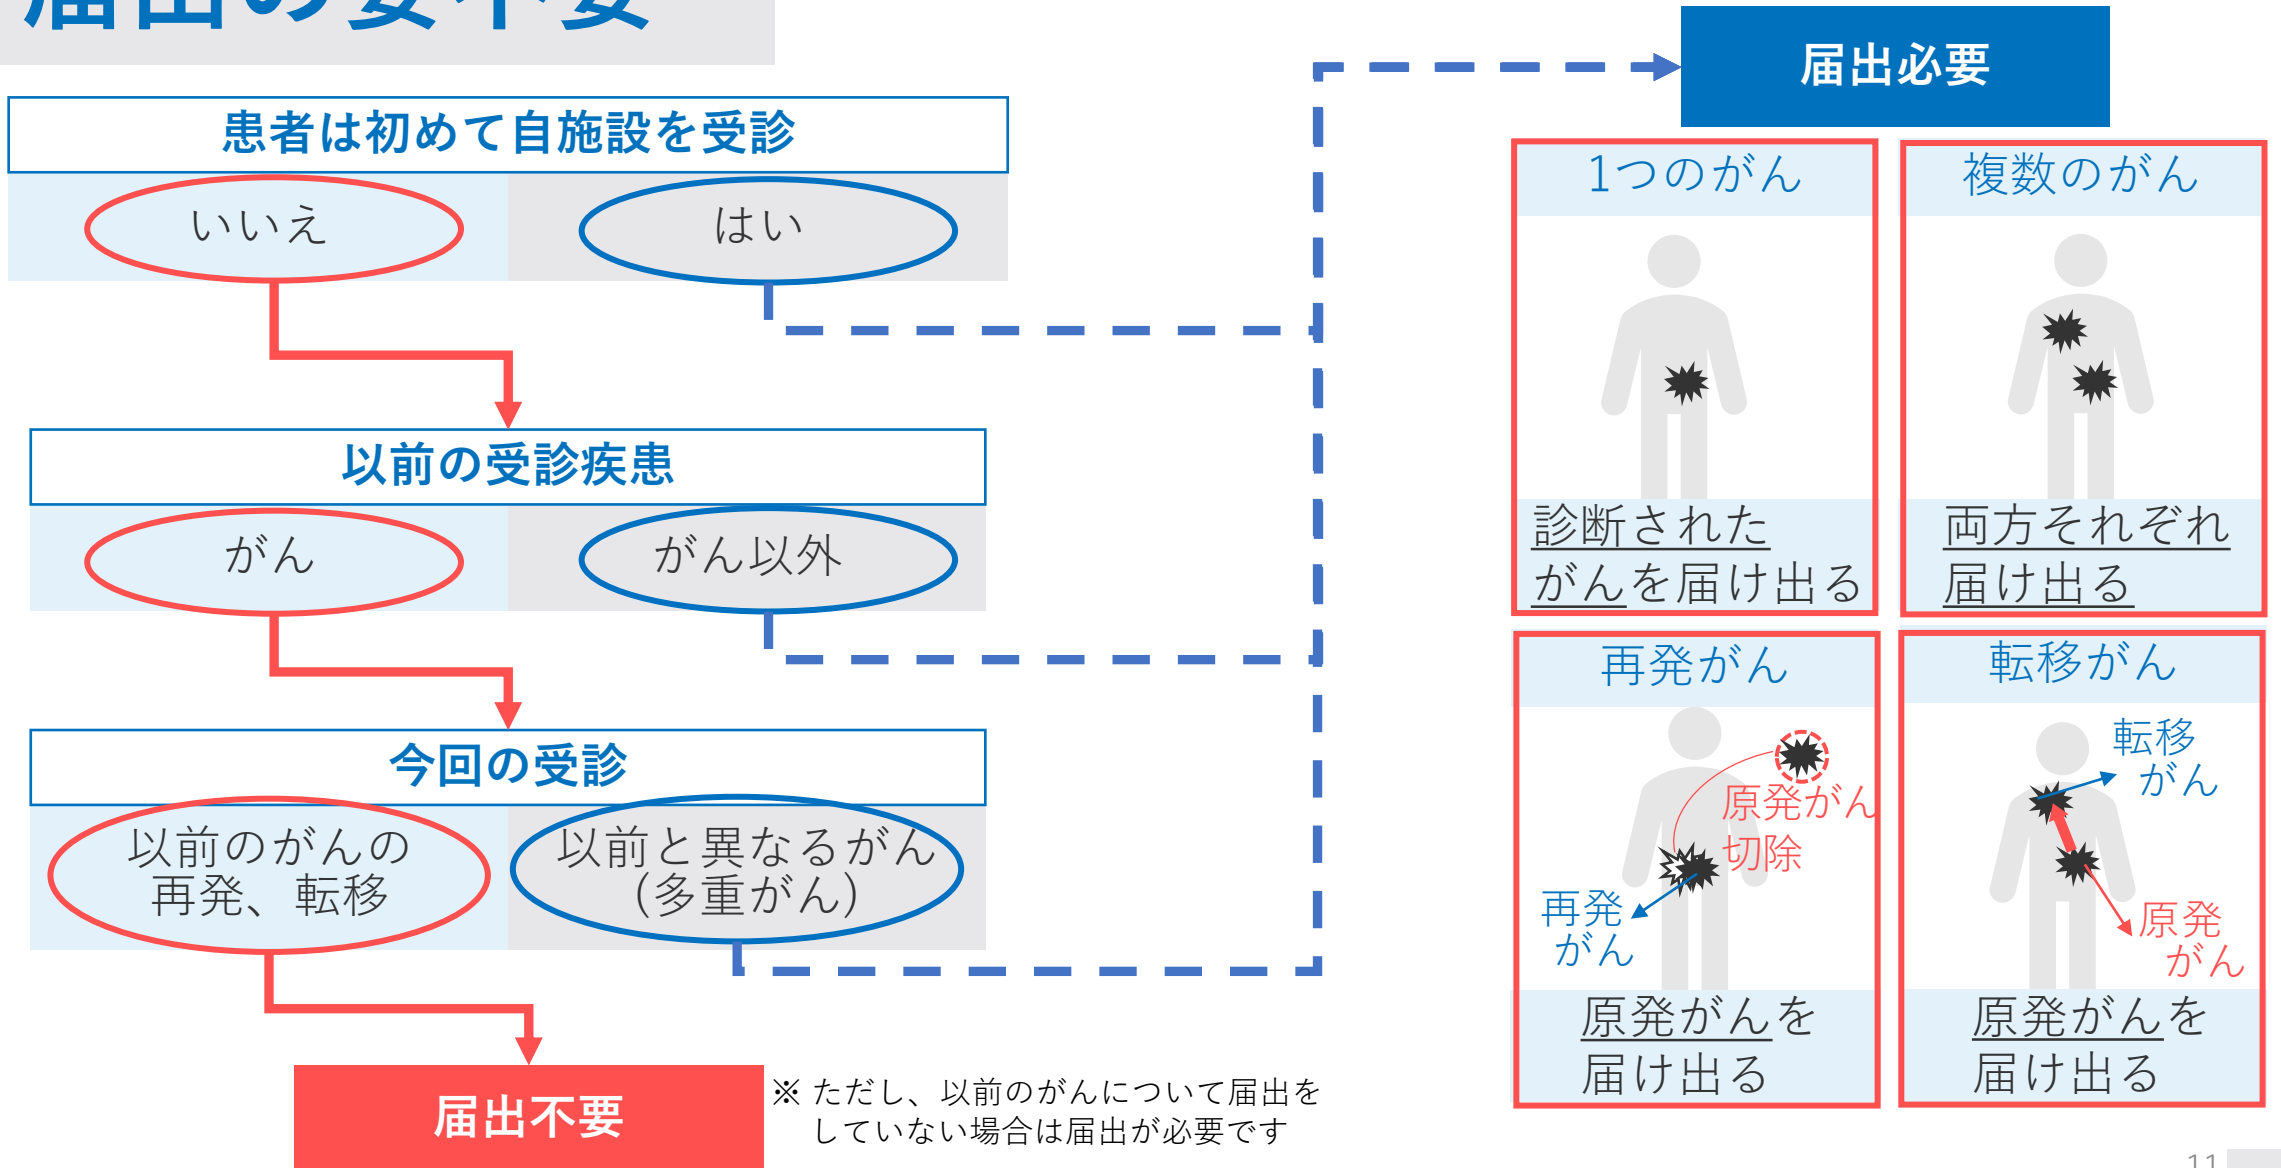 届出の要不要
患者は初めて自施設を受診
いいえ
はい
以前の受診疾患
がん
がん以外
今回の受診
以前のがんの
再発、転移
以前と異なるがん
(多重がん)
届出不要
※ ただし、以前のがんについて届出を
していない場合は届出が必要です
届出必要
1つのがん
診断された
がんを届け出る
複数のがん
両方それぞれ
届け出る
再発がん
原発がん
切除
再発
がん
原発がんを
届け出る
転移がん
転移
がん
原発
がん
原発がんを
届け出る
11